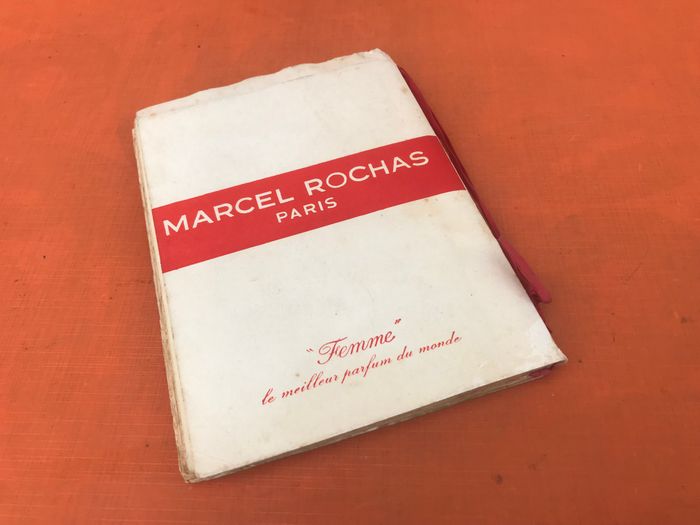 MARCEL ROCHAS
PARIS
"Femme"
le meilleur parfum du monde